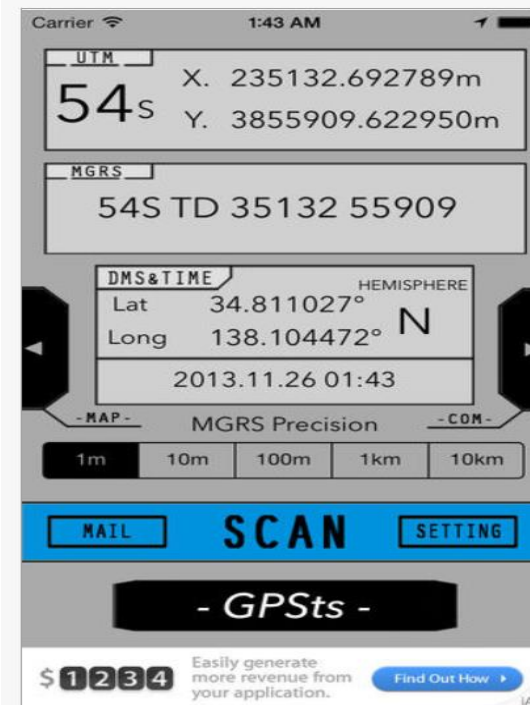 Carrier 1:43 AM
UTM
54S X. 235132.692789m
Y. 3855909.622950m
MGRS
54S TD 35132 55909
DMS&TIME HEMISPHERE
Lat 34.811027° N
Long 138.104472°
2013.11.26 01:43
-MAP- MGRS Precision -COM-
1m 10m 100m 1km 10km
MAIL SCAN SETTING
- GPSts -
$1234 Easily generate
more revenue from
your application.
Find Out How